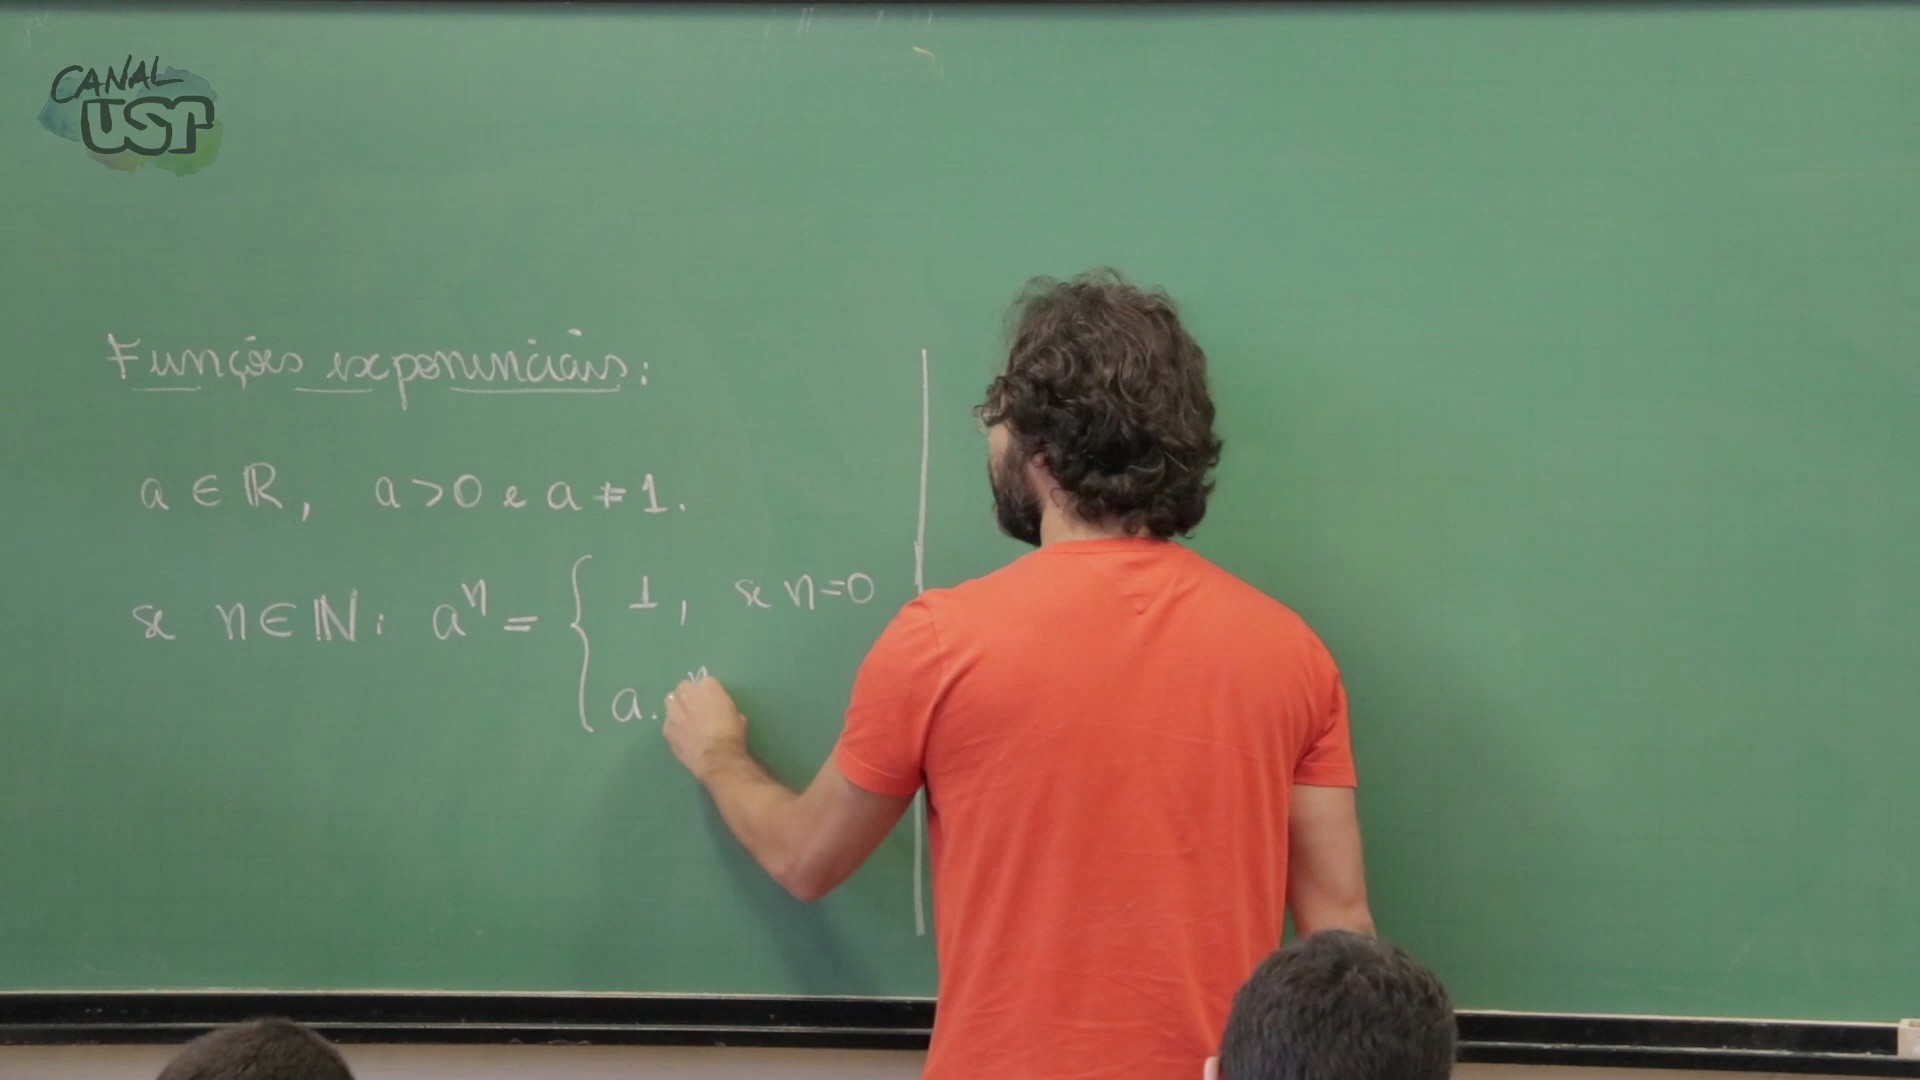 CANAL
USP
Funções exponenciais:
a ∈ ℝ, a > 0 e a ≠ 1.
se n ∈ ℕ: aⁿ = { 1, se n=0
a. n